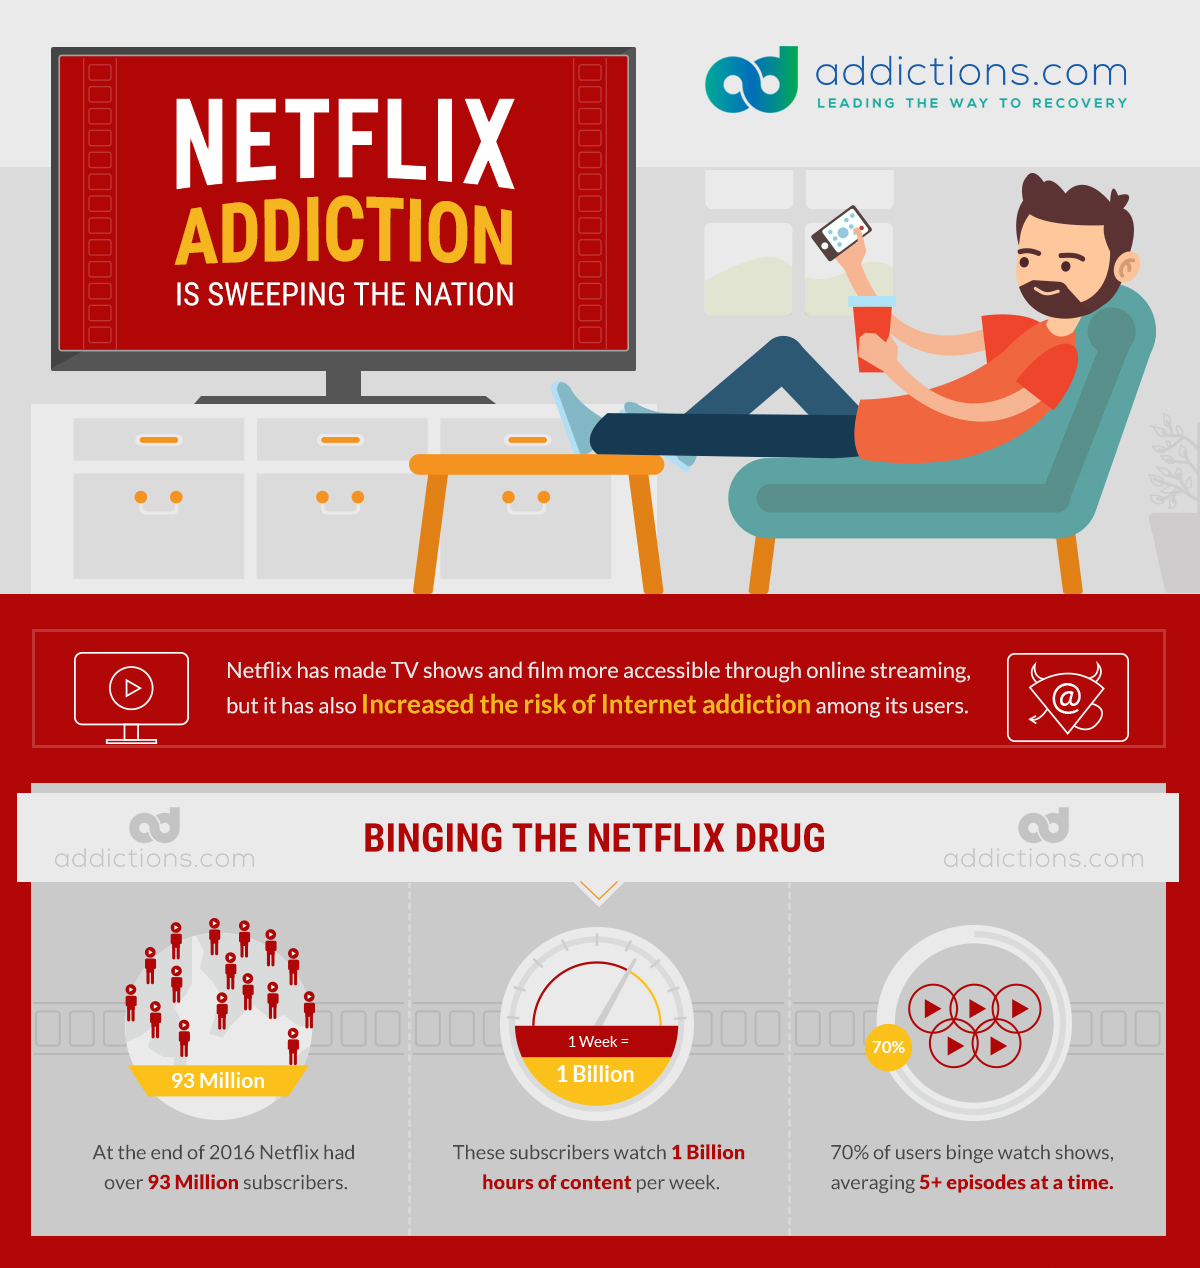 NETFLIX
ADDICTION
IS SWEEPING THE NATION
addictions.com
LEADING THE WAY TO RECOVERY
Netflix has made TV shows and film more accessible through online streaming,
but it has also Increased the risk of Internet addiction among its users.
@
addictions.com
BINGING THE NETFLIX DRUG
addictions.com
93 Million
At the end of 2016 Netflix had
over 93 Million subscribers.
1 Week =
1 Billion
These subscribers watch 1 Billion
hours of content per week.
70%
70% of users binge watch shows,
averaging 5+ episodes at a time.